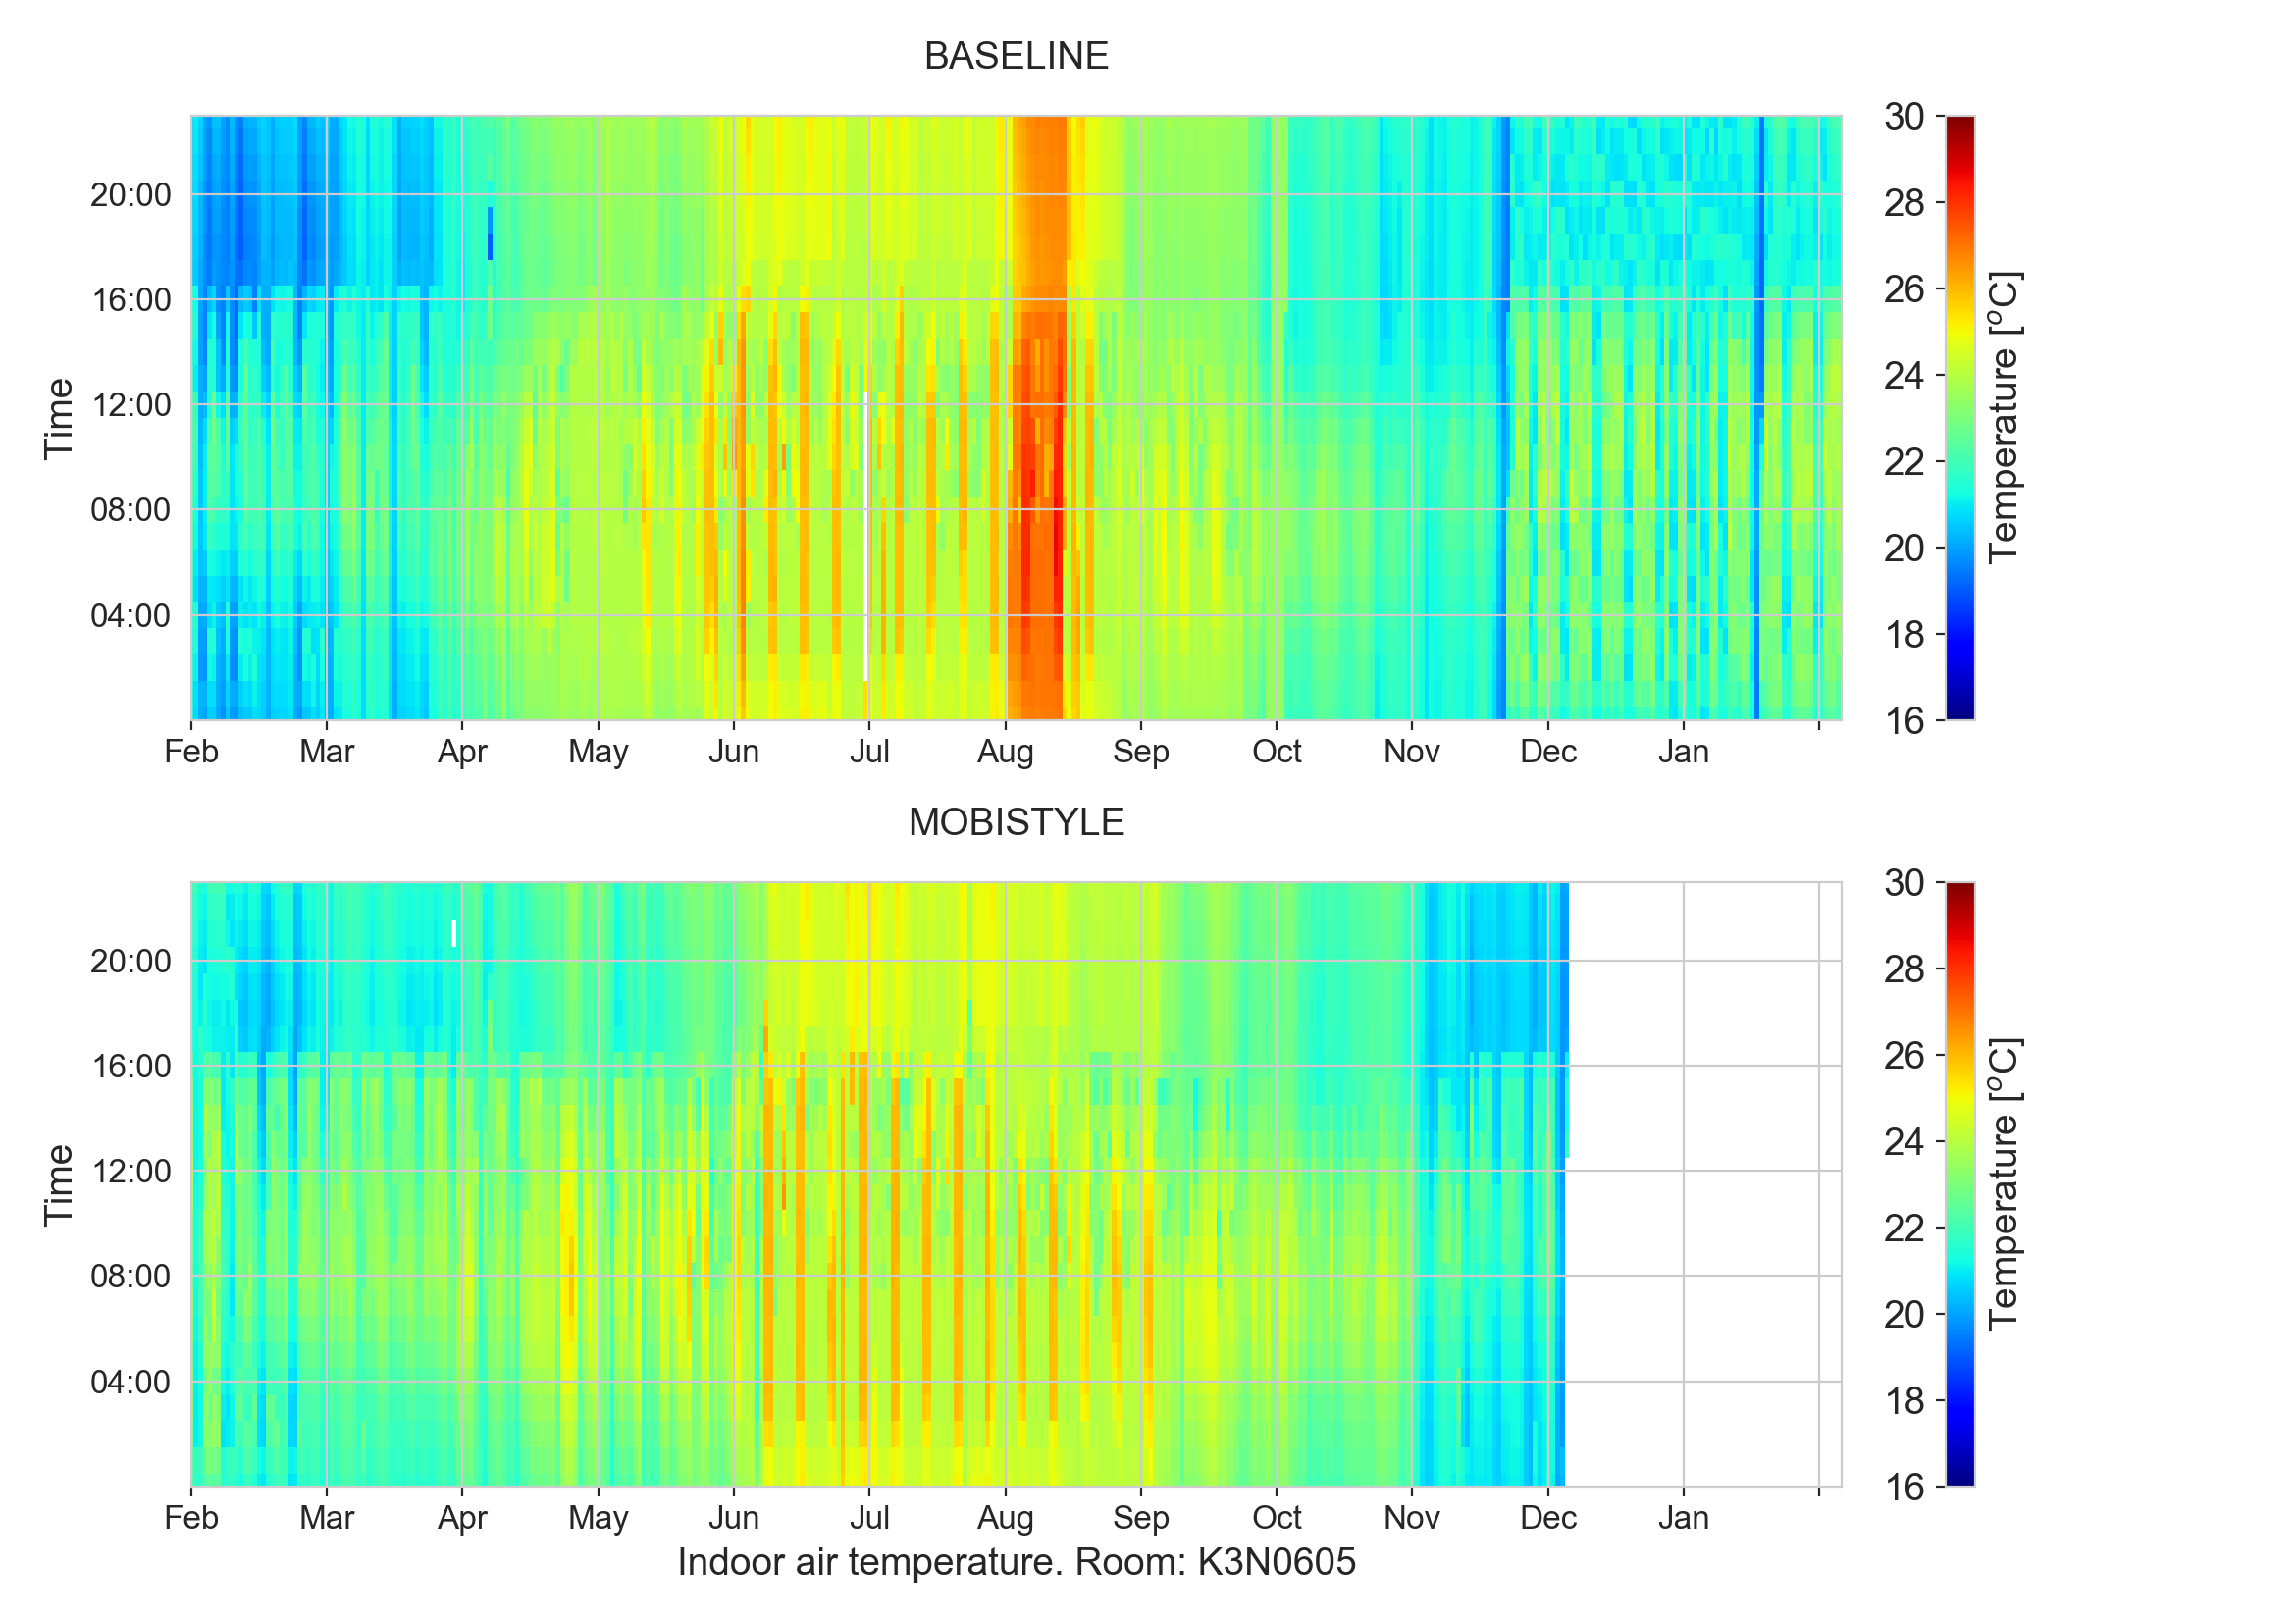 BASELINE
30
28
26
24
22
20
18
16
Temperature [°C]
20:00
16:00
12:00
08:00
04:00
Time
Feb Mar Apr May Jun Jul Aug Sep Oct Nov Dec Jan
MOBISTYLE
30
28
26
24
22
20
18
16
Temperature [°C]
20:00
16:00
12:00
08:00
04:00
Time
Feb Mar Apr May Jun Jul Aug Sep Oct Nov Dec Jan
Indoor air temperature. Room: K3N0605